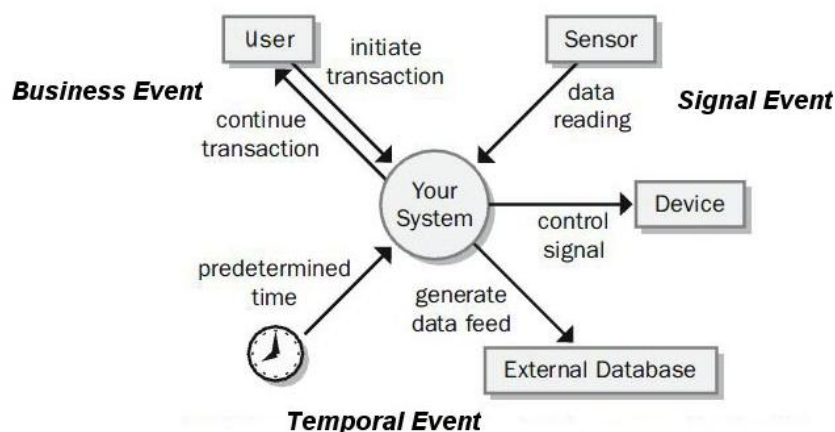 User
Sensor
initiate
transaction
Business Event
data
reading
Signal Event
continue
transaction
Your
System
Device
control
signal
predetermined
time
generate
data feed
External Database
Temporal Event